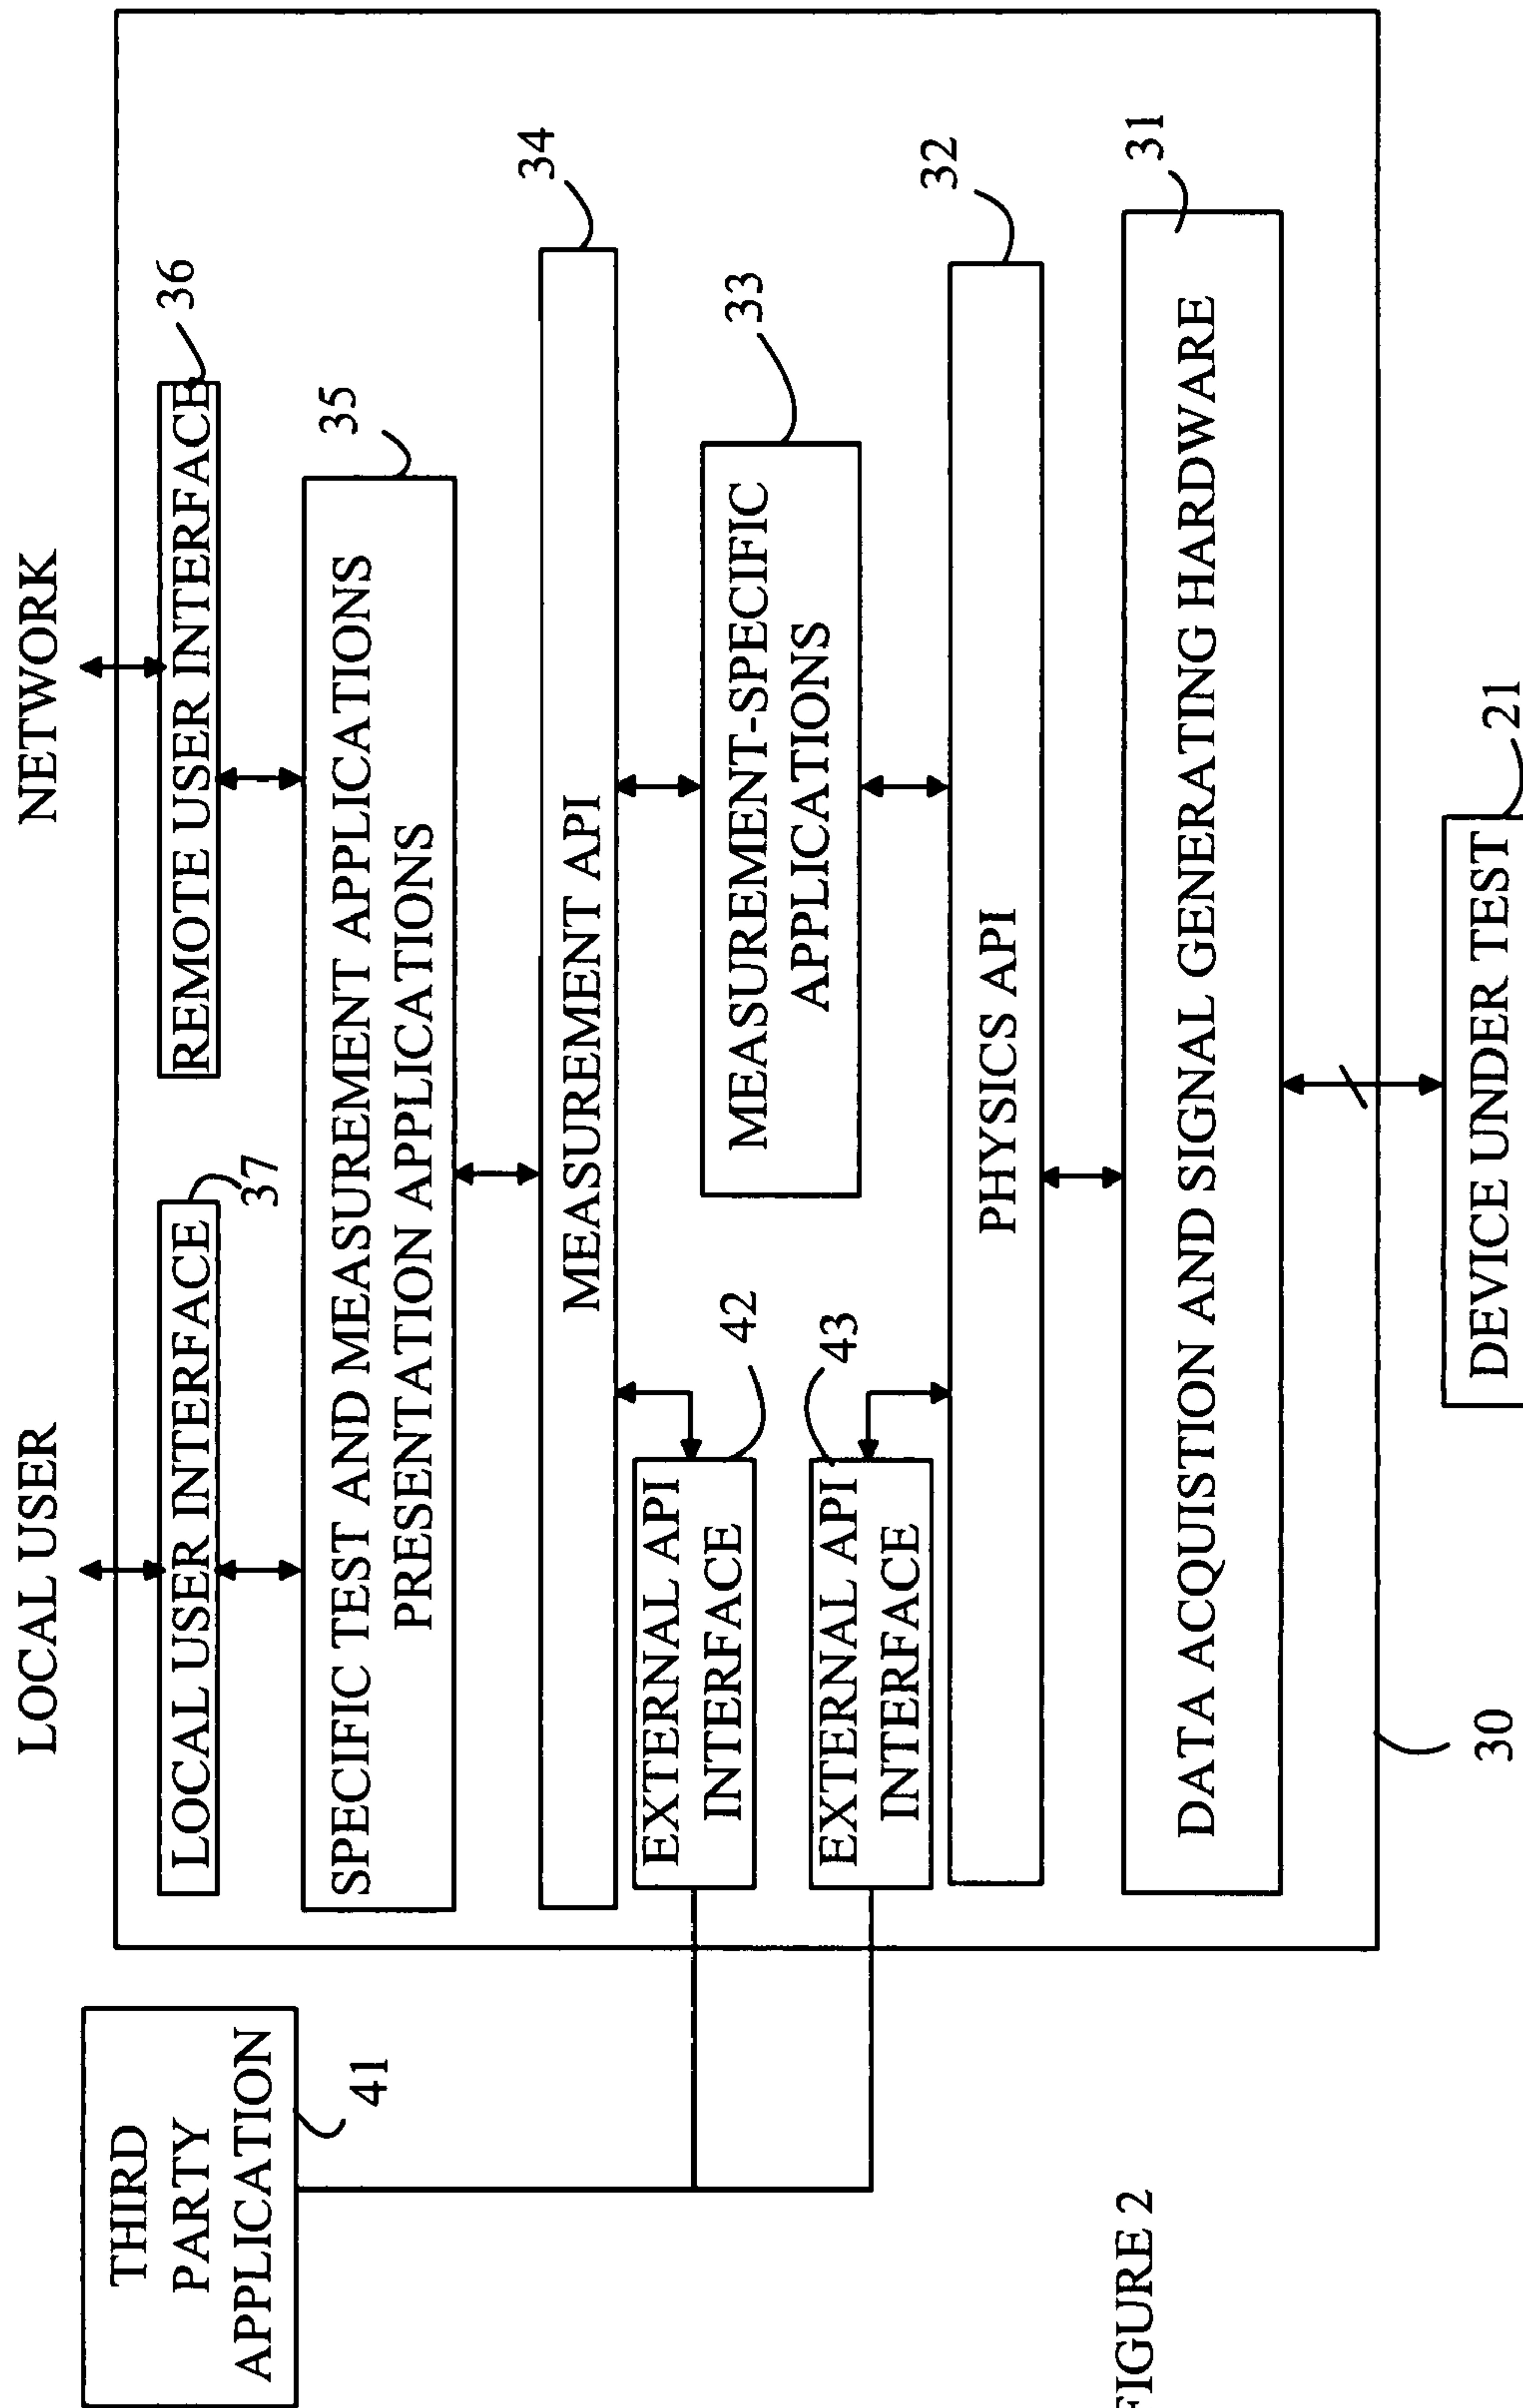 LOCAL USER
NETWORK
THIRD
PARTY
APPLICATION
41
LOCAL USER INTERFACE
37
REMOTE USER INTERFACE
36
SPECIFIC TEST AND MEASUREMENT APPLICATIONS
PRESENTATION APPLICATIONS
35
MEASUREMENT API
34
EXTERNAL API
INTERFACE
42
MEASUREMENT-SPECIFIC
APPLICATIONS
33
EXTERNAL API
INTERFACE
43
PHYSICS API
32
DATA ACQUISTION AND SIGNAL GENERATING HARDWARE
31
30
DEVICE UNDER TEST
21
FIGURE 2